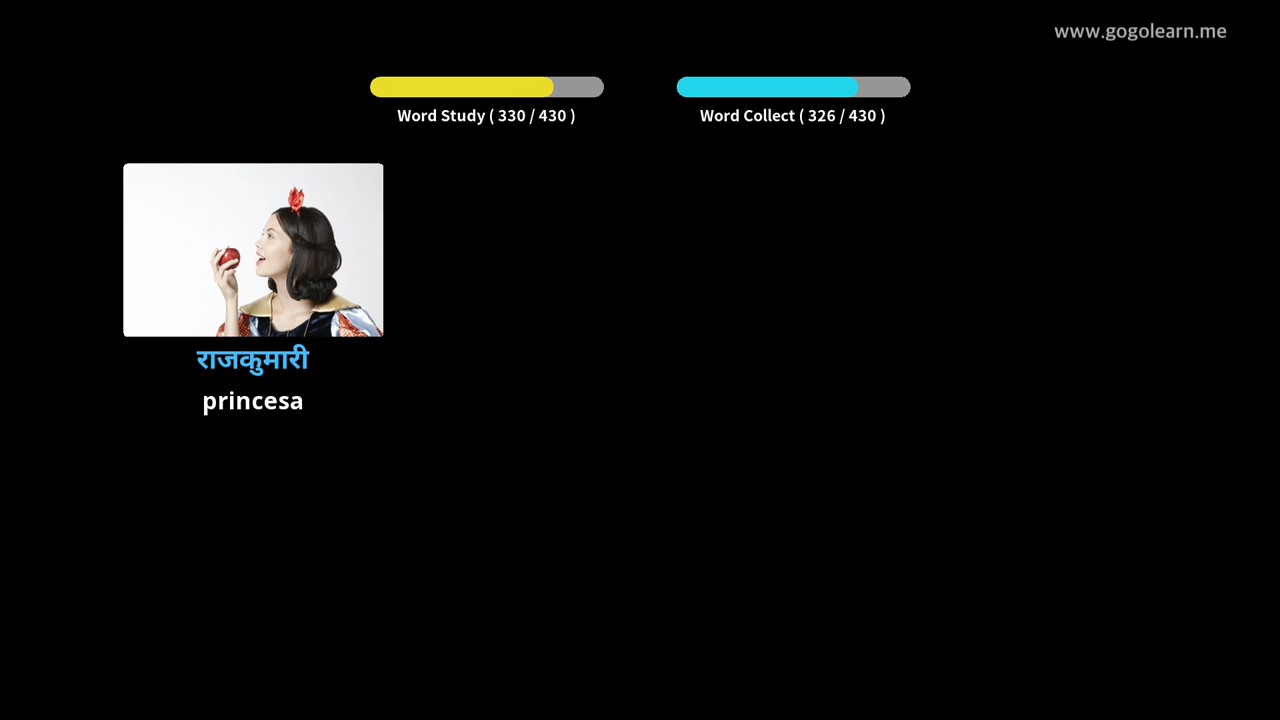 www.gogolearn.me
Word Study ( 330 / 430 )
Word Collect ( 326 / 430 )
राजकुमारी
princesa